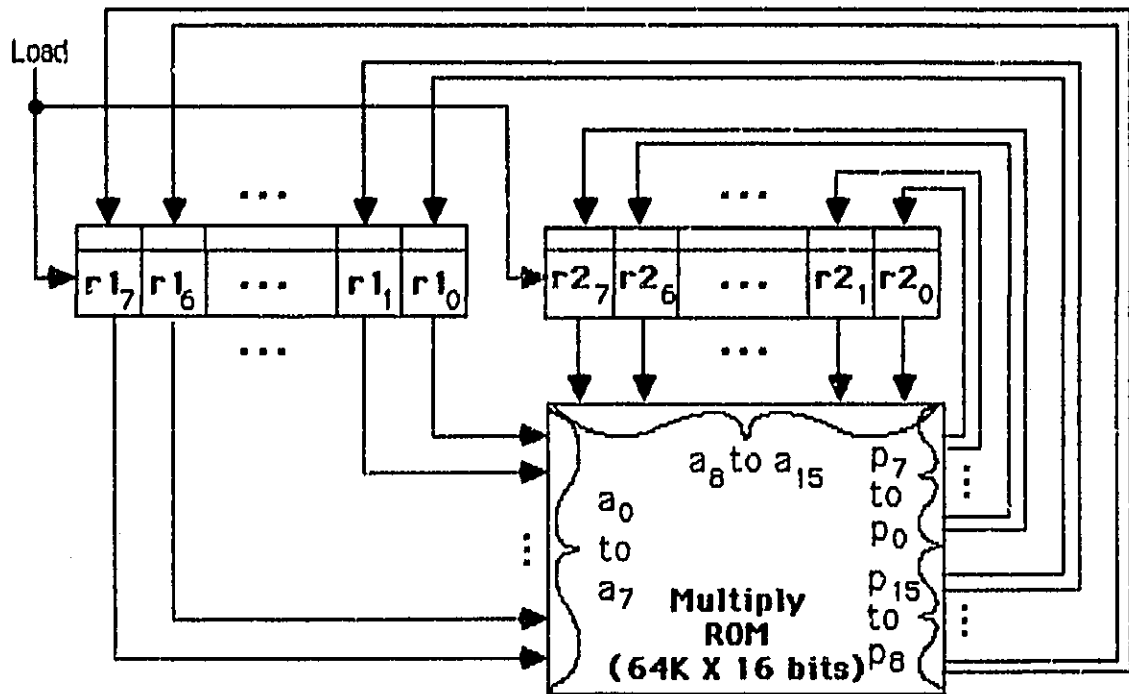 Load
... ...
r1₇ r1₆ ... r1₁ r1₀ r2₇ r2₆ ... r2₁ r2₀
... ...
a₈ to a₁₅
a₀
to
a₇
...
p₇
to
p₀
...
p₁₅
to
p₈
...
Multiply
ROM
(64K X 16 bits)